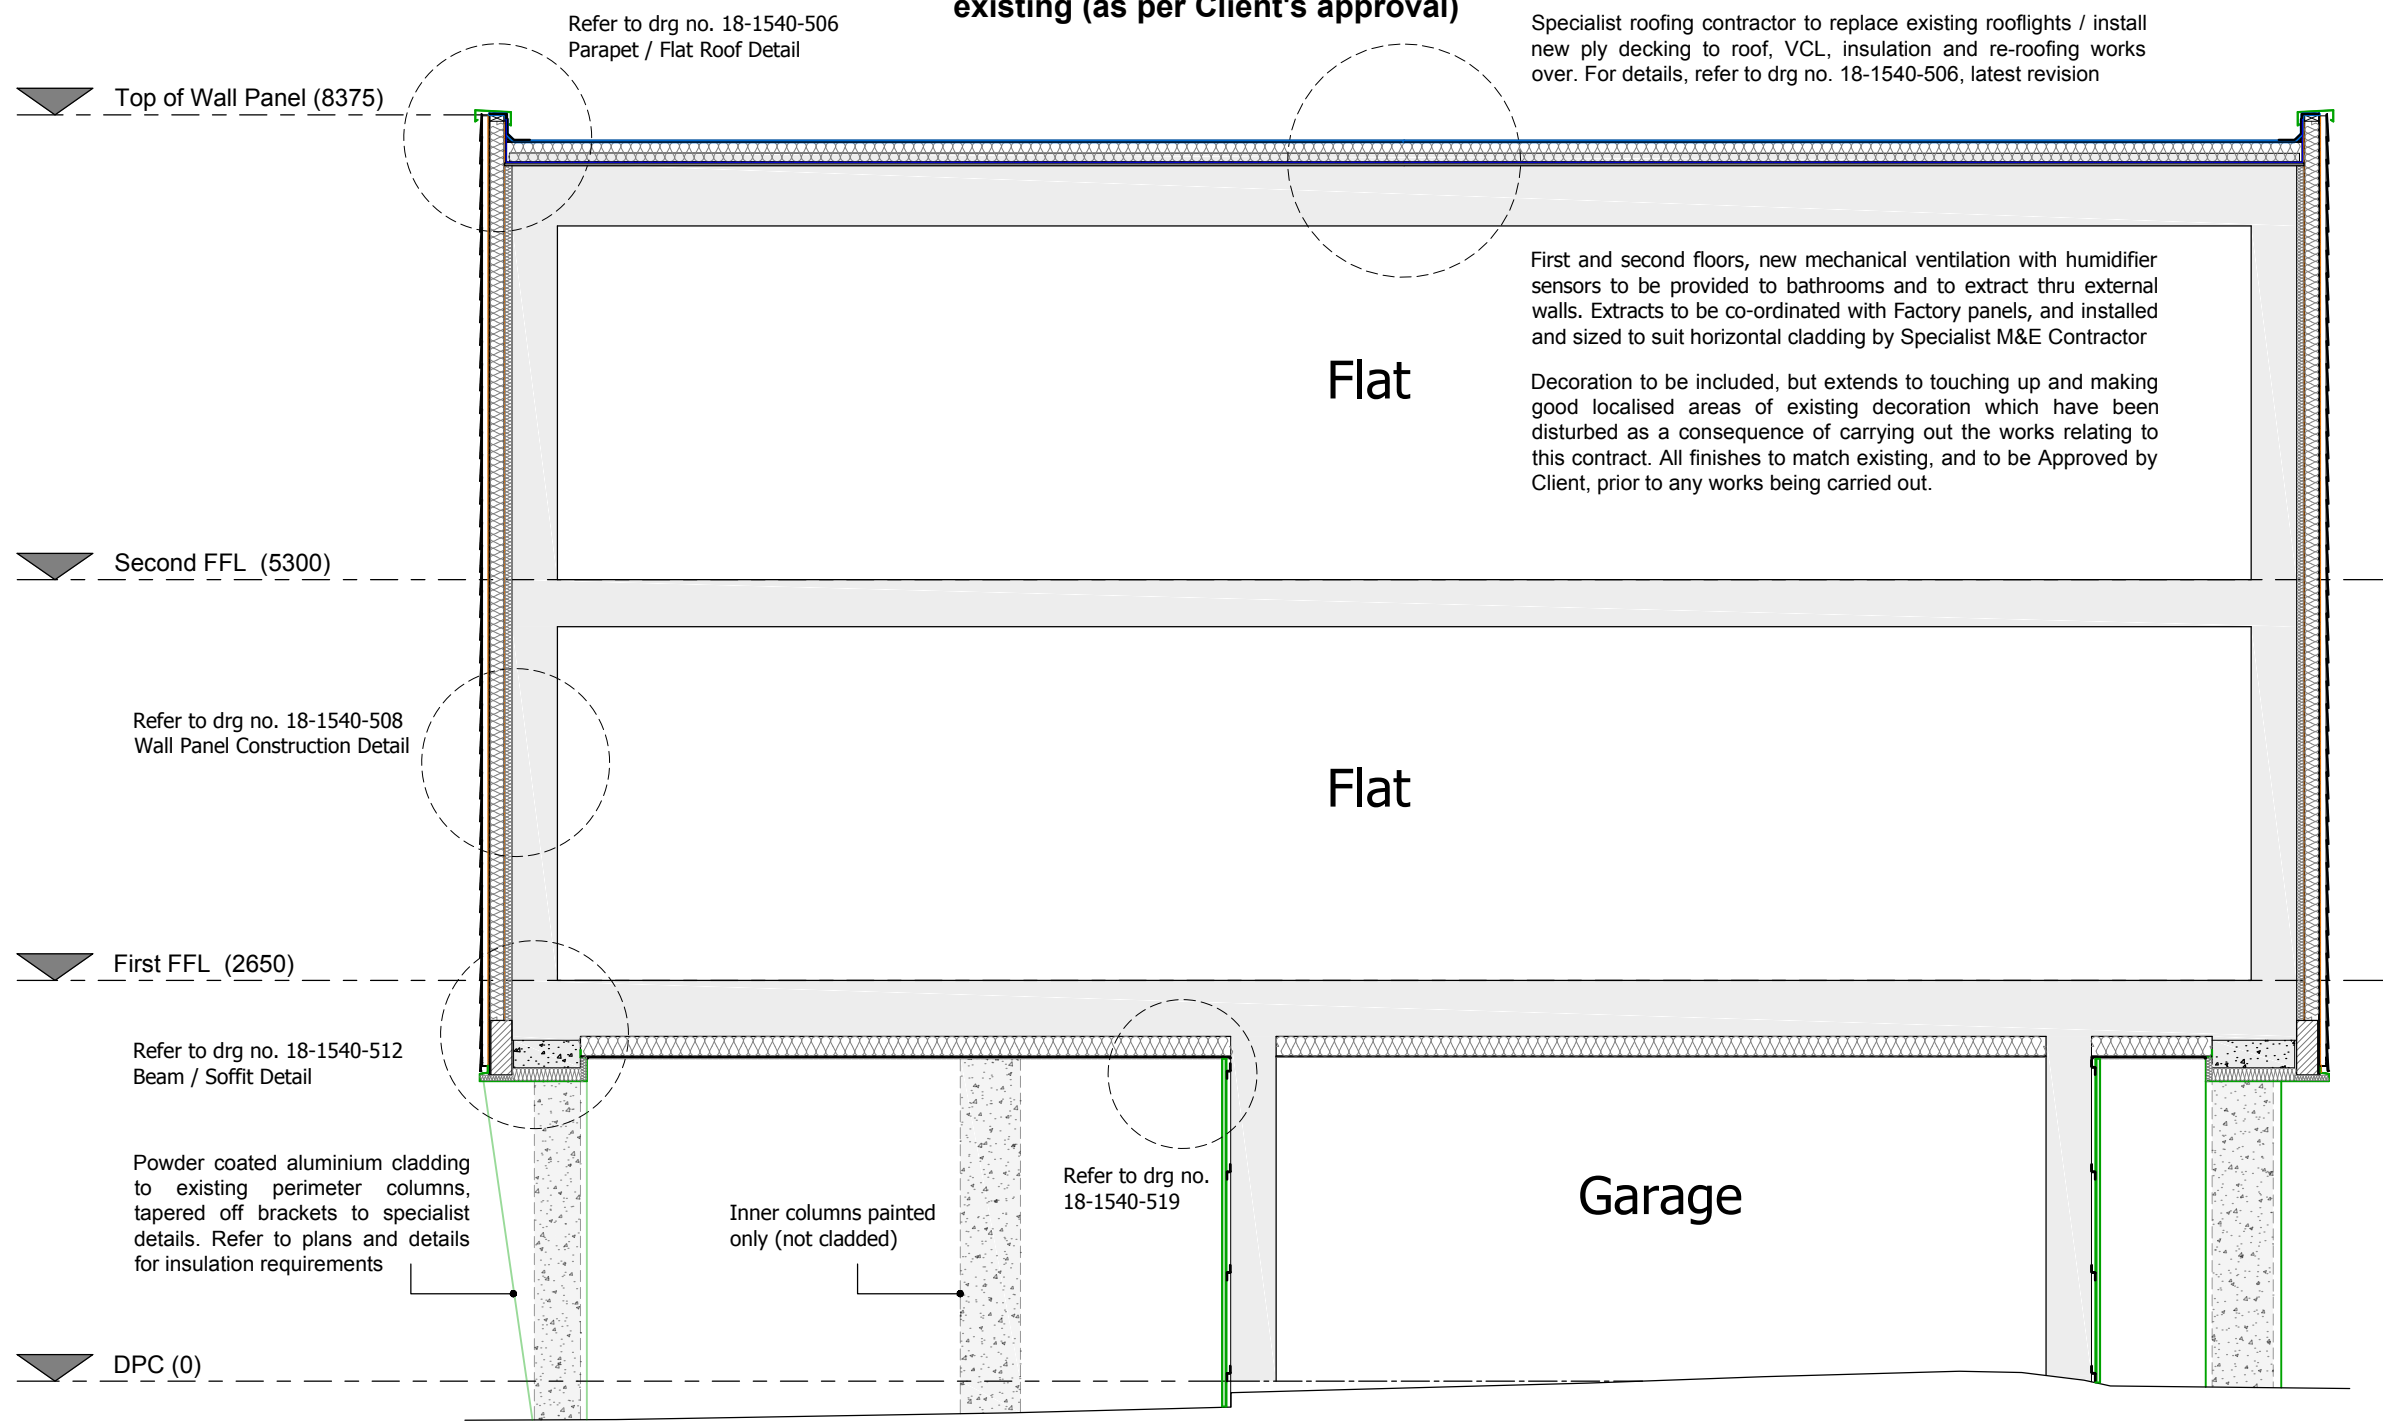 existing (as per Client's approval)
Refer to drg no. 18-1540-506
Parapet / Flat Roof Detail
Specialist roofing contractor to replace existing rooflights / install
new ply decking to roof, VCL, insulation and re-roofing works
over. For details, refer to drg no. 18-1540-506, latest revision
Top of Wall Panel (8375)
First and second floors, new mechanical ventilation with humidifier
sensors to be provided to bathrooms and to extract thru external
walls. Extracts to be co-ordinated with Factory panels, and installed
and sized to suit horizontal cladding by Specialist M&E Contractor
Flat
Decoration to be included, but extends to touching up and making
good localised areas of existing decoration which have been
disturbed as a consequence of carrying out the works relating to
this contract. All finishes to match existing, and to be Approved by
Client, prior to any works being carried out.
Second FFL (5300)
Refer to drg no. 18-1540-508
Wall Panel Construction Detail
Flat
First FFL (2650)
Refer to drg no. 18-1540-512
Beam / Soffit Detail
Powder coated aluminium cladding
to existing perimeter columns,
tapered off brackets to specialist
details. Refer to plans and details
for insulation requirements
Inner columns painted
only (not cladded)
Refer to drg no.
18-1540-519
Garage
DPC (0)